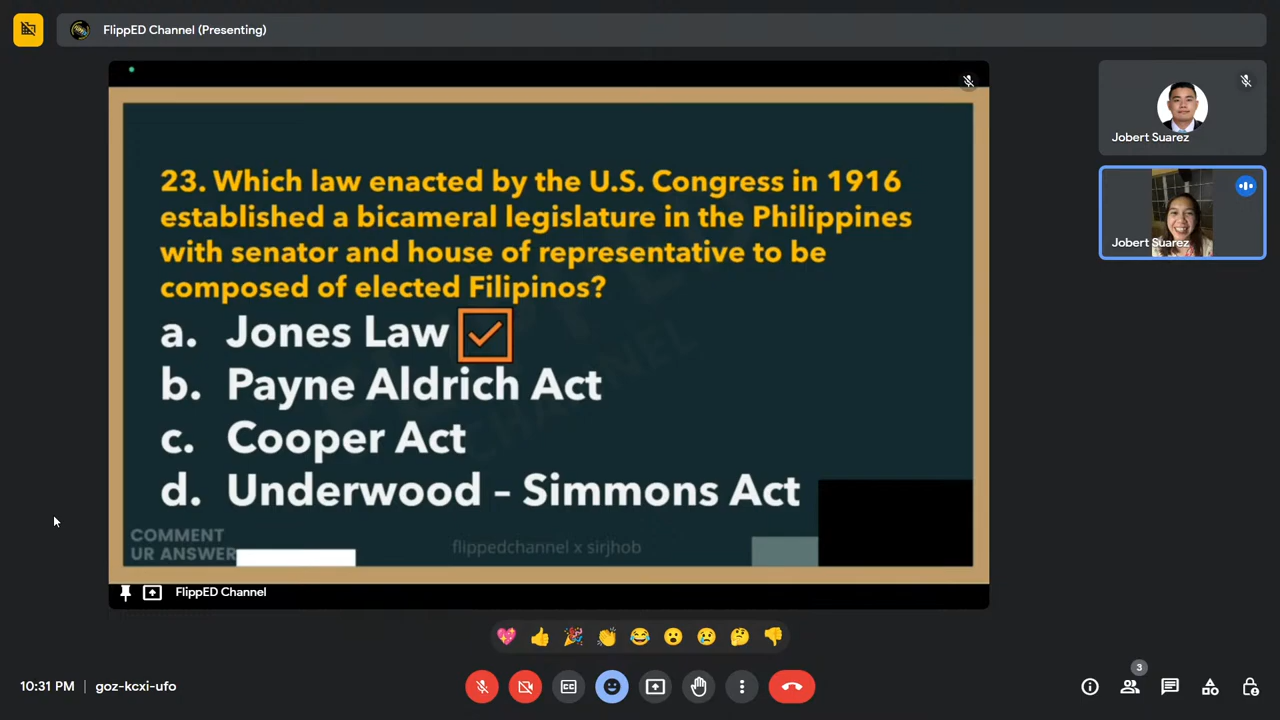 FlippED Channel (Presenting)
23. Which law enacted by the U.S. Congress in 1916
established a bicameral legislature in the Philippines
with senator and house of representative to be
composed of elected Filipinos?
a. Jones Law
b. Payne Aldrich Act
c. Cooper Act
d. Underwood – Simmons Act
COMMENT
UR ANSWER
flippedchannel x sirjhob
FlippED Channel
Jobert Suarez
Jobert Suarez
10:31 PM
goz-kcxi-ufo
3